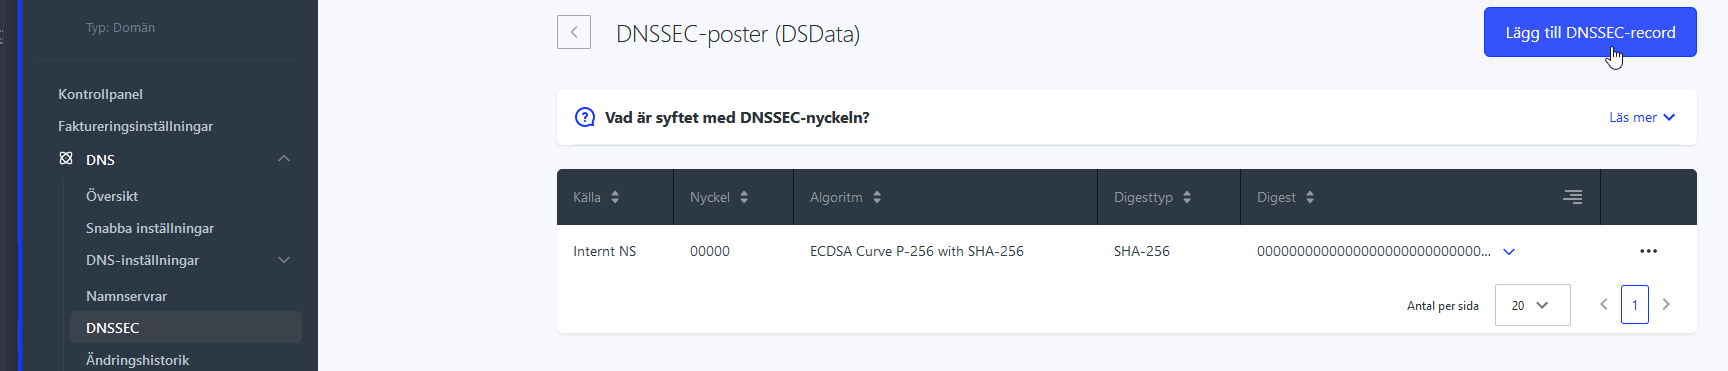 Typ: Domän
Kontrollpanel
Faktureringsinställningar
DNS
Översikt
Snabba inställningar
DNS-inställningar
Namnservrar
DNSSEC
Ändringshistorik
DNSSEC-poster (DSData)
Lägg till DNSSEC-record
Vad är syftet med DNSSEC-nyckeln?
Läs mer
Källa Nyckel Algoritm Digesttyp Digest
Internt NS 00000 ECDSA Curve P-256 with SHA-256 SHA-256 000000000000000000000000000000...
Antal per sida 20 1